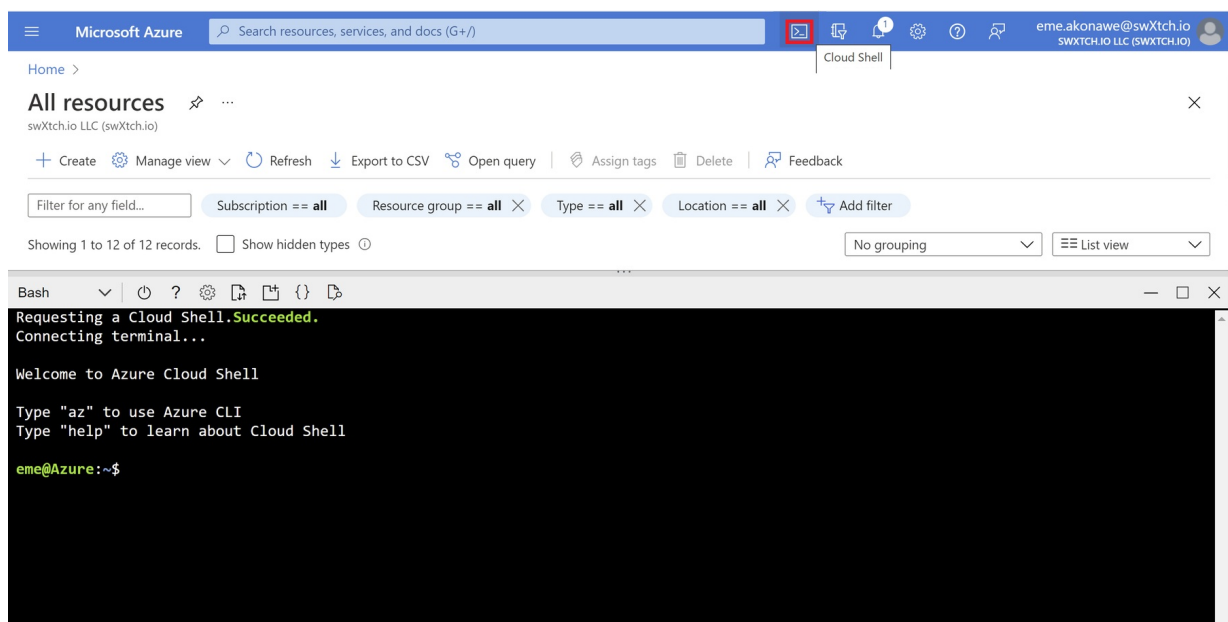 Microsoft Azure
Search resources, services, and docs (G+/)
1
eme.akonawe@swXtch.io
SWXTCH.IO LLC (SWXTCH.IO)
Cloud Shell
Home >
All resources ...
swXtch.io LLC (swXtch.io)
+ Create Manage view Refresh Export to CSV Open query Assign tags Delete Feedback
Filter for any field... Subscription == all Resource group == all Type == all Location == all Add filter
Showing 1 to 12 of 12 records. Show hidden types No grouping List view
Bash ? {}
Requesting a Cloud Shell.Succeeded.
Connecting terminal...
Welcome to Azure Cloud Shell
Type "az" to use Azure CLI
Type "help" to learn about Cloud Shell
eme@Azure:~$